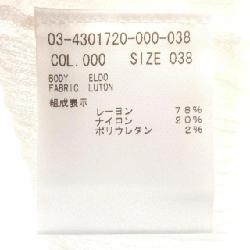 03-4301720-000-038
COL.000 SIZE 038
BODY ELDO
FABRIC LUTON
組成表示
レーヨン 78%
ナイロン 20%
ポリウレタン 2%